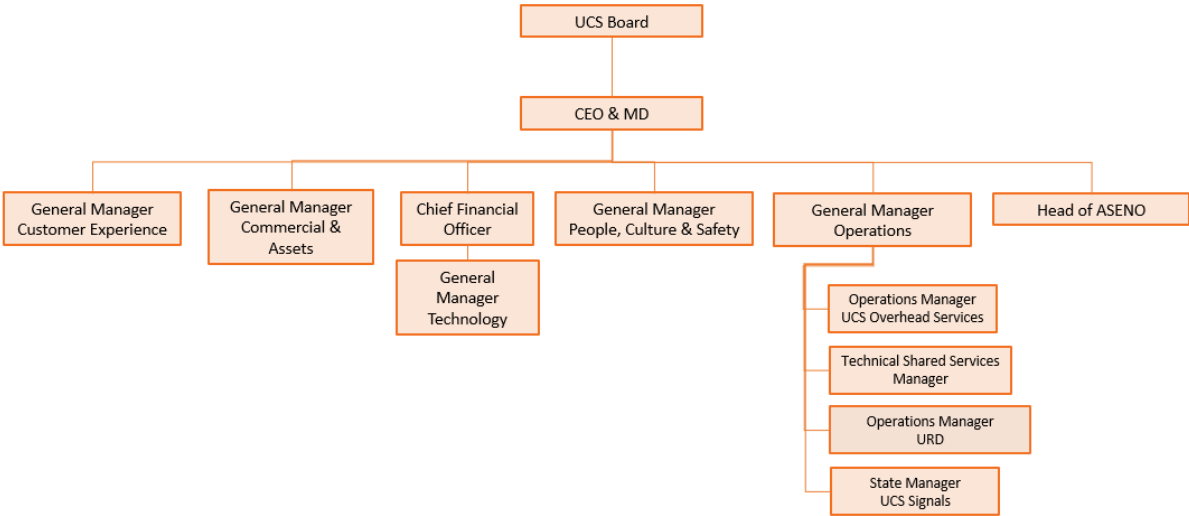 UCS Board
CEO & MD
General Manager
Customer Experience
General Manager
Commercial &
Assets
Chief Financial
Officer
General Manager
People, Culture & Safety
General Manager
Operations
Head of ASENO
General
Manager
Technology
Operations Manager
UCS Overhead Services
Technical Shared Services
Manager
Operations Manager
URD
State Manager
UCS Signals